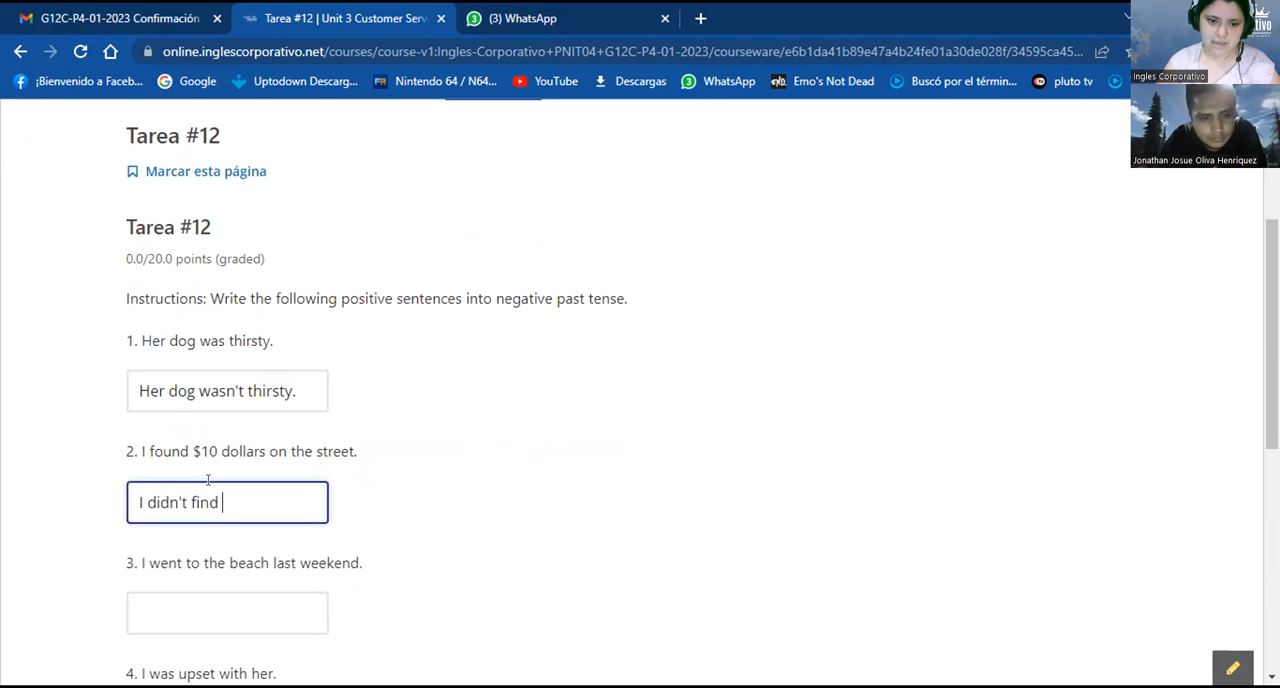 G12C-P4-01-2023 Confirmación
Tarea #12 | Unit 3 Customer Serv
(3) WhatsApp
online.inglescorporativo.net/courses/course-v1:Ingles-Corporativo+PNIT04+G12C-P4-01-2023/courseware/e6b1da41b89e47a4b24fe01a30de028f/34595ca45...
¡Bienvenido a Faceb...
Google
Uptodown Descarg...
Nintendo 64 / N64...
YouTube
Descargas
WhatsApp
Emo's Not Dead
Buscó por el términ...
pluto tv
Ingles Corporativo
Jonathan Josue Oliva Henriquez
Tarea #12
Marcar esta página
Tarea #12
0.0/20.0 points (graded)
Instructions: Write the following positive sentences into negative past tense.
1. Her dog was thirsty.
Her dog wasn't thirsty.
2. I found $10 dollars on the street.
I didn't find
3. I went to the beach last weekend.
4. I was upset with her.